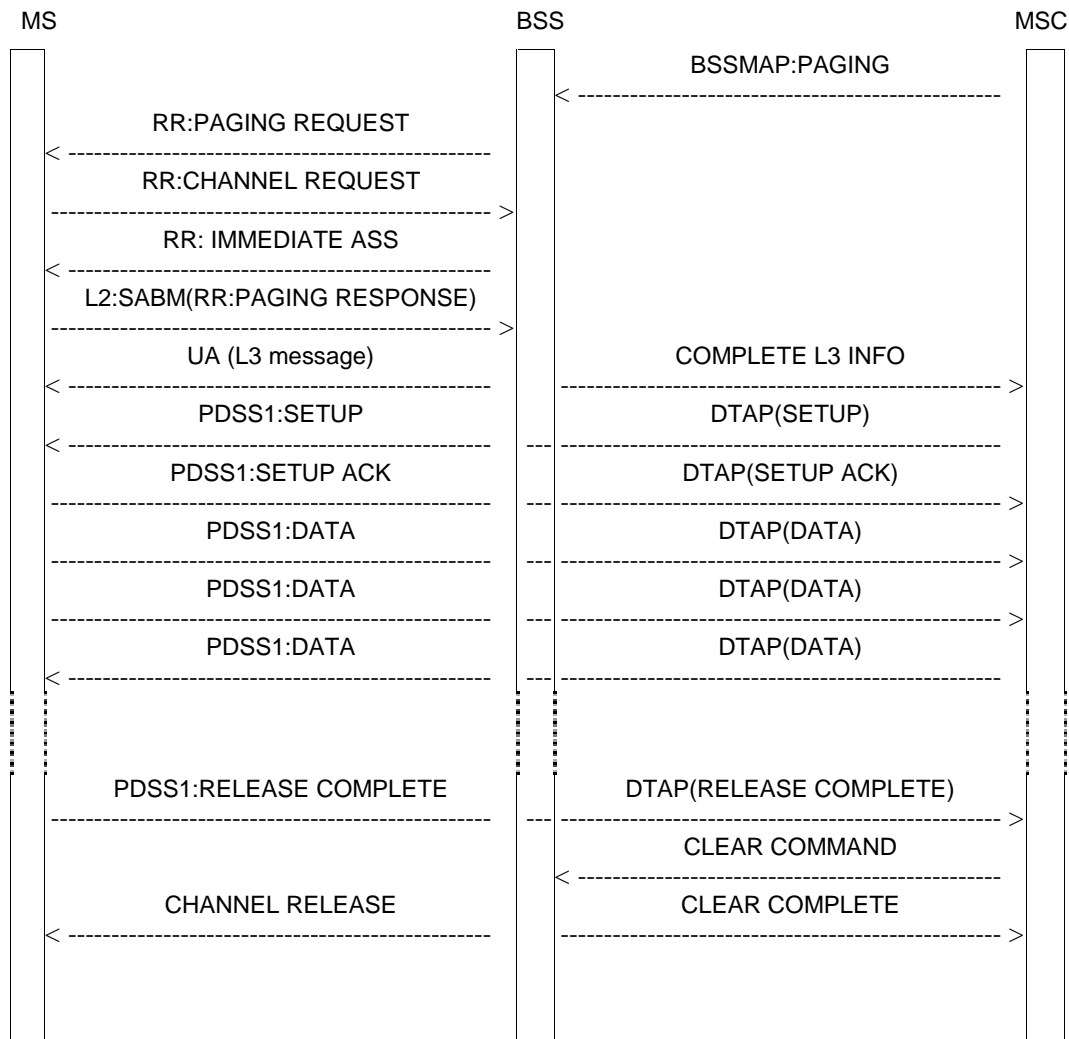 MS BSS MSC
BSSMAP:PAGING
RR:PAGING REQUEST
RR:CHANNEL REQUEST
RR: IMMEDIATE ASS
L2:SABM(RR:PAGING RESPONSE)
UA (L3 message) COMPLETE L3 INFO
PDSS1:SETUP DTAP(SETUP)
PDSS1:SETUP ACK DTAP(SETUP ACK)
PDSS1:DATA DTAP(DATA)
PDSS1:DATA DTAP(DATA)
PDSS1:DATA DTAP(DATA)
PDSS1:RELEASE COMPLETE DTAP(RELEASE COMPLETE)
CLEAR COMMAND
CHANNEL RELEASE CLEAR COMPLETE